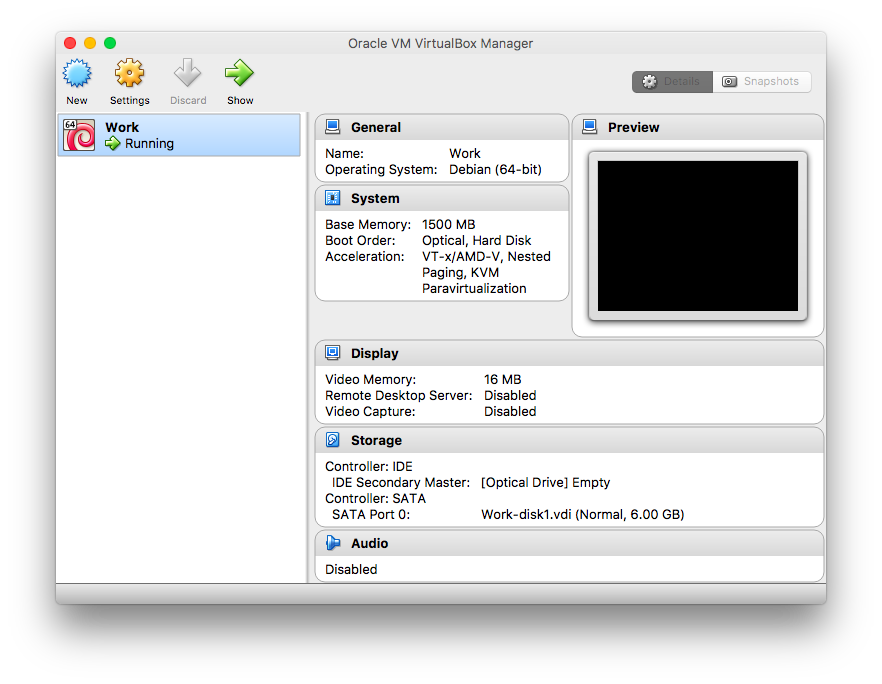 Oracle VM VirtualBox Manager
New
Settings
Discard
Show
Details
Snapshots
64
Work
Running
General
Name: Work
Operating System: Debian (64-bit)
System
Base Memory: 1500 MB
Boot Order: Optical, Hard Disk
Acceleration: VT-x/AMD-V, Nested
Paging, KVM
Paravirtualization
Preview
Display
Video Memory: 16 MB
Remote Desktop Server: Disabled
Video Capture: Disabled
Storage
Controller: IDE
IDE Secondary Master: [Optical Drive] Empty
Controller: SATA
SATA Port 0: Work-disk1.vdi (Normal, 6.00 GB)
Audio
Disabled